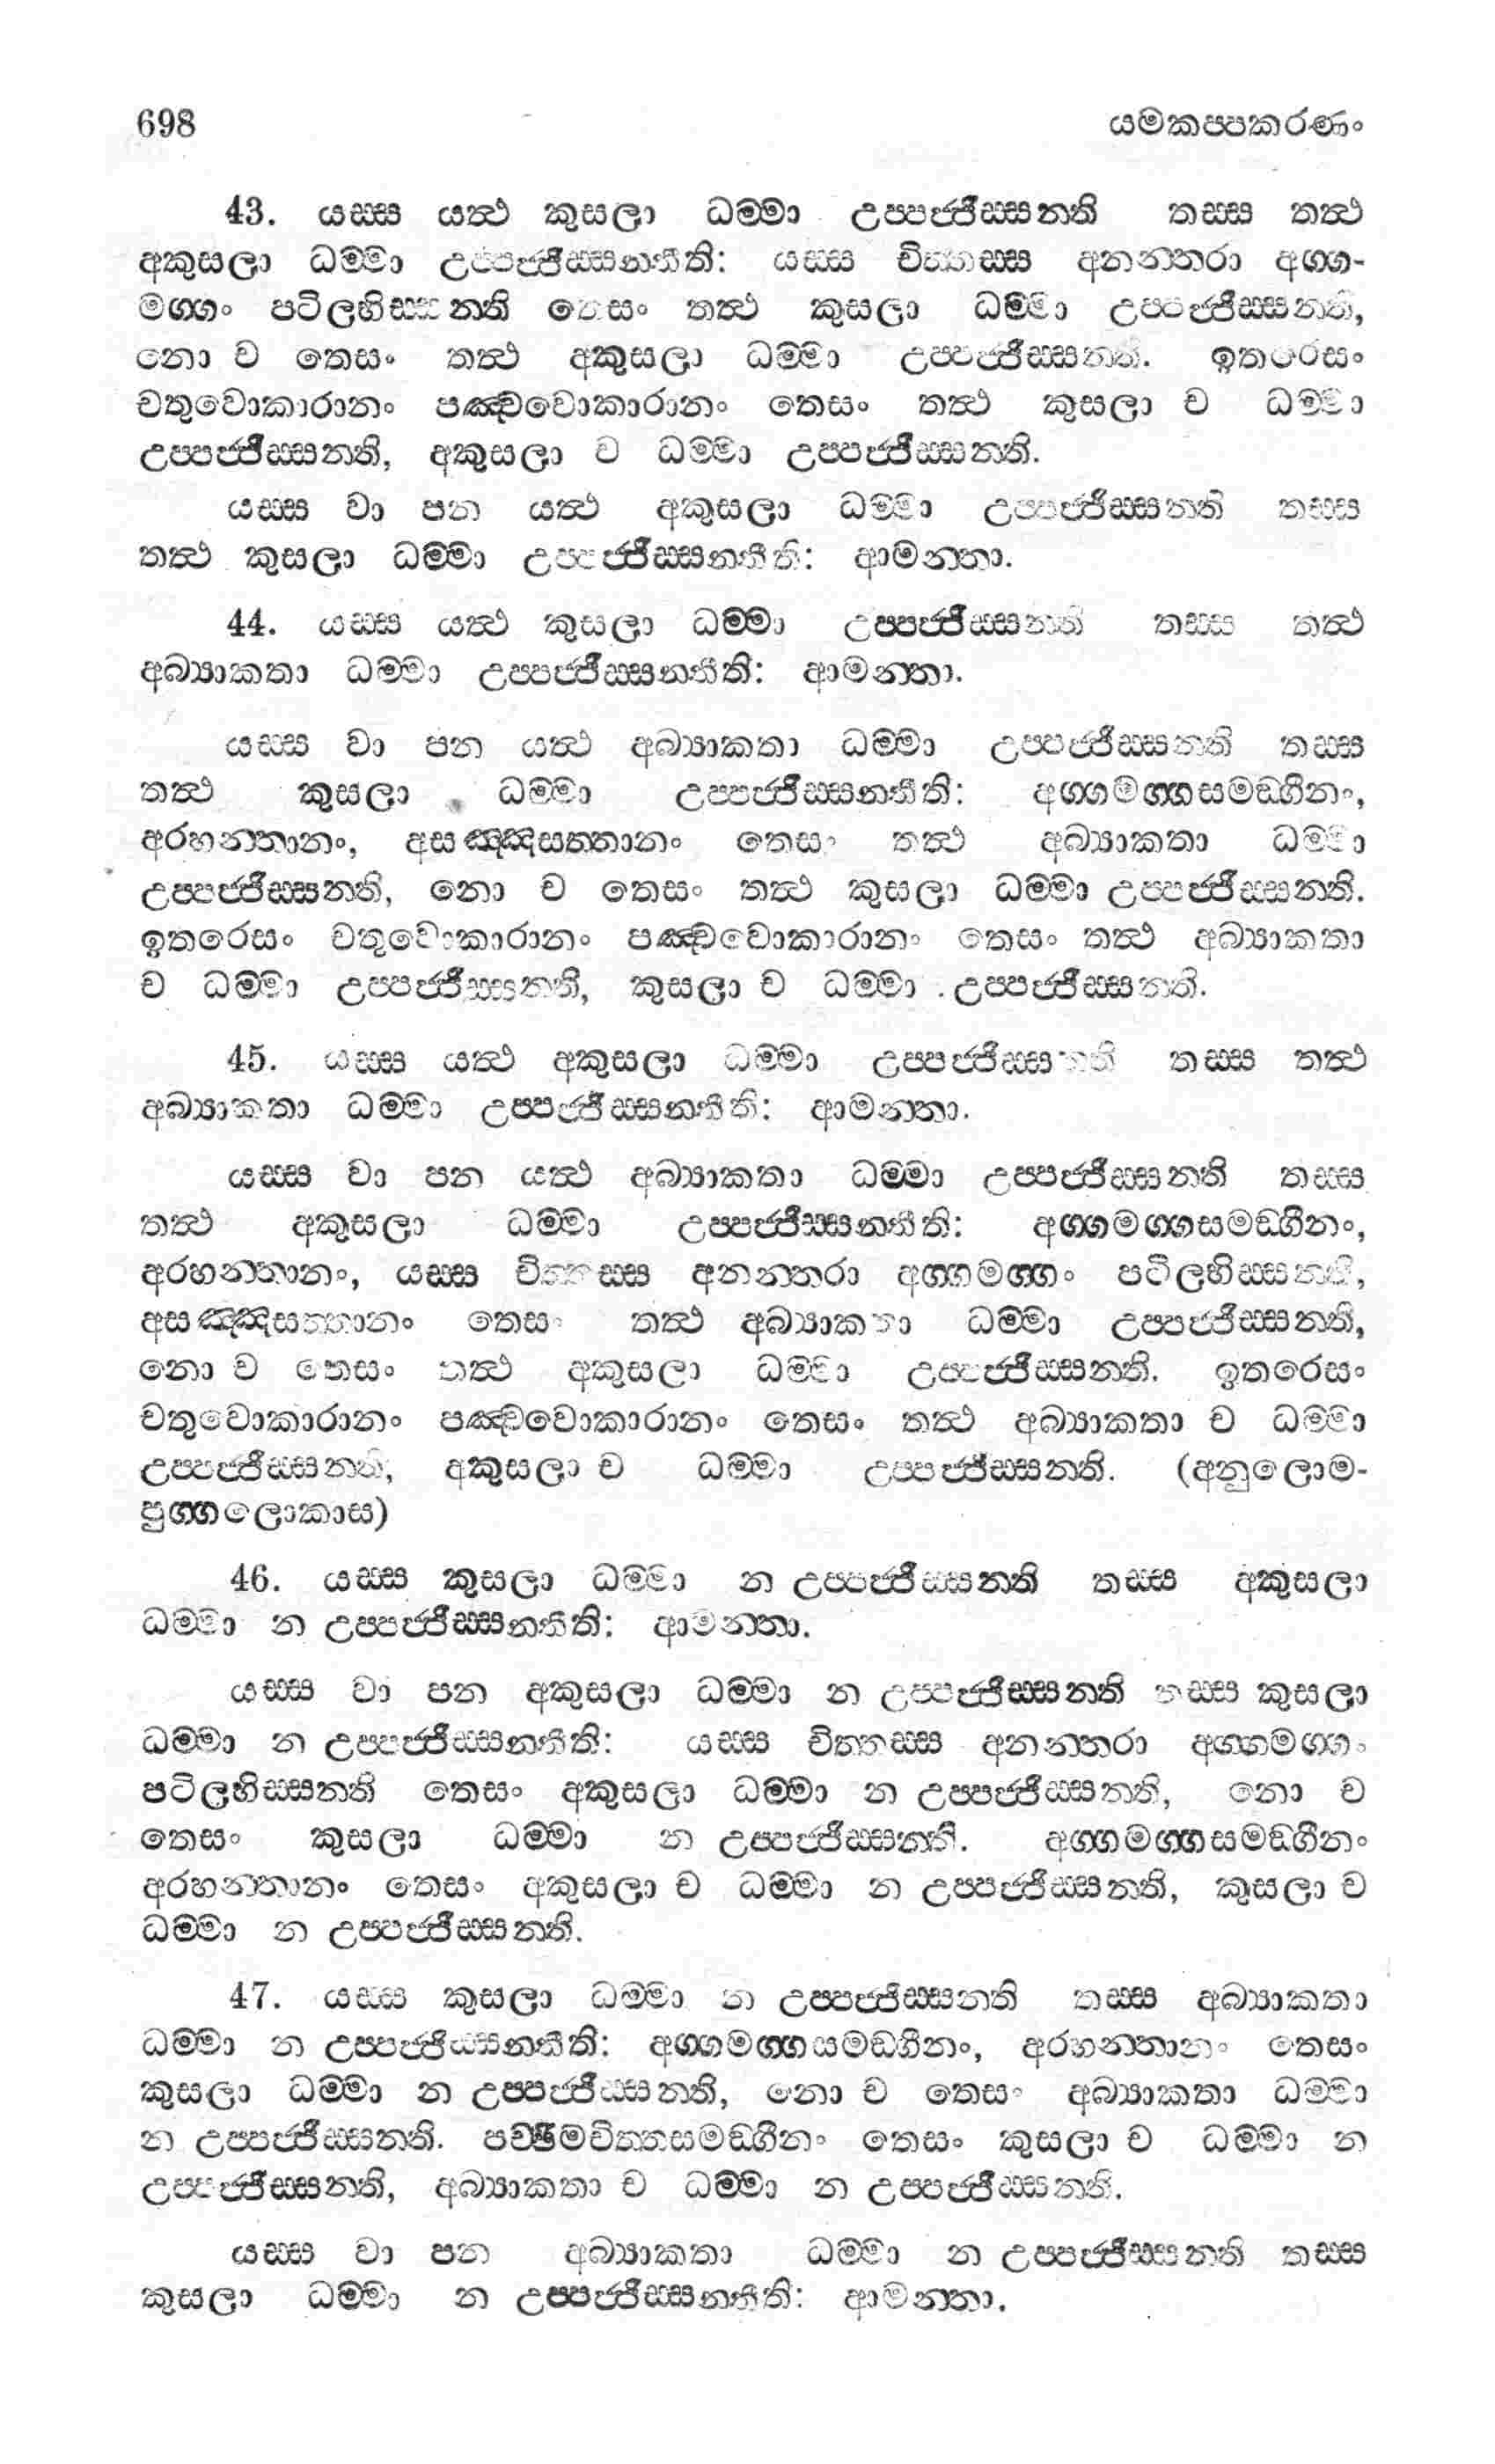 698 යමකප්පකරණං
43. යස්ස යත්ථ කුසලා ධම්මා උප්පජ්ජිස්සන්ති තස්ස තත්ථ
අකුසලා ධම්මා උප්පජ්ජිස්සන්තීති: යස්ස චිත්තස්ස අනන්තරා අග්ග-
මග්ගං පටිලභිස්සන්ති තෙසං තත්ථ කුසලා ධම්මා උප්පජ්ජිස්සන්ති,
නො ච තෙසං තත්ථ අකුසලා ධම්මා උප්පජ්ජිස්සන්ති. ඉතරෙසං
චතුවොකාරානං පඤ්චවොකාරානං තෙසං තත්ථ කුසලා ච ධම්මා
උප්පජ්ජිස්සන්ති, අකුසලා ච ධම්මා උප්පජ්ජිස්සන්ති.
යස්ස වා පන යත්ථ අකුසලා ධම්මා උප්පජ්ජිස්සන්ති තස්ස
තත්ථ කුසලා ධම්මා උප්පජ්ජිස්සන්තීති: ආමන්තා.
44. යස්ස යත්ථ කුසලා ධම්මා උප්පජ්ජිස්සන්ති තස්ස තත්ථ
අබ්‍යාකතා ධම්මා උප්පජ්ජිස්සන්තීති: ආමන්තා.
යස්ස වා පන යත්ථ අබ්‍යාකතා ධම්මා උප්පජ්ජිස්සන්ති තස්ස
තත්ථ කුසලා ධම්මා උප්පජ්ජිස්සන්තීති: අග්ගමග්ගසමඞ්ගීනං,
අරහන්තානං, අසඤ්ඤසත්තානං තෙසං තත්ථ අබ්‍යාකතා ධම්මා
උප්පජ්ජිස්සන්ති, නො ච තෙසං තත්ථ කුසලා ධම්මා උප්පජ්ජිස්සන්ති.
ඉතරෙසං චතුවොකාරානං පඤ්චවොකාරානං තෙසං තත්ථ අබ්‍යාකතා
ච ධම්මා උප්පජ්ජිස්සන්ති, කුසලා ච ධම්මා උප්පජ්ජිස්සන්ති.
45. යස්ස යත්ථ අකුසලා ධම්මා උප්පජ්ජිස්සන්ති තස්ස තත්ථ
අබ්‍යාකතා ධම්මා උප්පජ්ජිස්සන්තීති: ආමන්තා.
යස්ස වා පන යත්ථ අබ්‍යාකතා ධම්මා උප්පජ්ජිස්සන්ති තස්ස
තත්ථ අකුසලා ධම්මා උප්පජ්ජිස්සන්තීති: අග්ගමග්ගසමඞ්ගීනං,
අරහන්තානං, යස්ස චිත්තස්ස අනන්තරා අග්ගමග්ගං පටිලභිස්සන්ති,
අසඤ්ඤසත්තානං තෙසං තත්ථ අබ්‍යාකතා ධම්මා උප්පජ්ජිස්සන්ති,
නො ච තෙසං තත්ථ අකුසලා ධම්මා උප්පජ්ජිස්සන්ති. ඉතරෙසං
චතුවොකාරානං පඤ්චවොකාරානං තෙසං තත්ථ අබ්‍යාකතා ච ධම්මා
උප්පජ්ජිස්සන්ති, අකුසලා ච ධම්මා උප්පජ්ජිස්සන්ති. (අනුලොම-
පුග්ගලොකාස)
46. යස්ස කුසලා ධම්මා න උප්පජ්ජිස්සන්ති තස්ස අකුසලා
ධම්මා න උප්පජ්ජිස්සන්තීති: ආමන්තා.
යස්ස වා පන අකුසලා ධම්මා න උප්පජ්ජිස්සන්ති තස්ස කුසලා
ධම්මා න උප්පජ්ජිස්සන්තීති: යස්ස චිත්තස්ස අනන්තරා අග්ගමග්ගං
පටිලභිස්සන්ති තෙසං අකුසලා ධම්මා න උප්පජ්ජිස්සන්ති, නො ච
තෙසං කුසලා ධම්මා න උප්පජ්ජිස්සන්ති. අග්ගමග්ගසමඞ්ගීනං
අරහන්තානං තෙසං අකුසලා ච ධම්මා න උප්පජ්ජිස්සන්ති, කුසලා ච
ධම්මා න උප්පජ්ජිස්සන්ති.
47. යස්ස කුසලා ධම්මා න උප්පජ්ජිස්සන්ති තස්ස අබ්‍යාකතා
ධම්මා න උප්පජ්ජිස්සන්තීති: අග්ගමග්ගසමඞ්ගීනං, අරහන්තානං තෙසං
කුසලා ධම්මා න උප්පජ්ජිස්සන්ති, නො ච තෙසං අබ්‍යාකතා ධම්මා
න උප්පජ්ජිස්සන්ති. පච්ඡිමචිත්තසමඞ්ගීනං තෙසං කුසලා ච ධම්මා න
උප්පජ්ජිස්සන්ති, අබ්‍යාකතා ච ධම්මා න උප්පජ්ජිස්සන්ති.
යස්ස වා පන අබ්‍යාකතා ධම්මා න උප්පජ්ජිස්සන්ති තස්ස
කුසලා ධම්මා න උප්පජ්ජිස්සන්තීති: ආමන්තා.